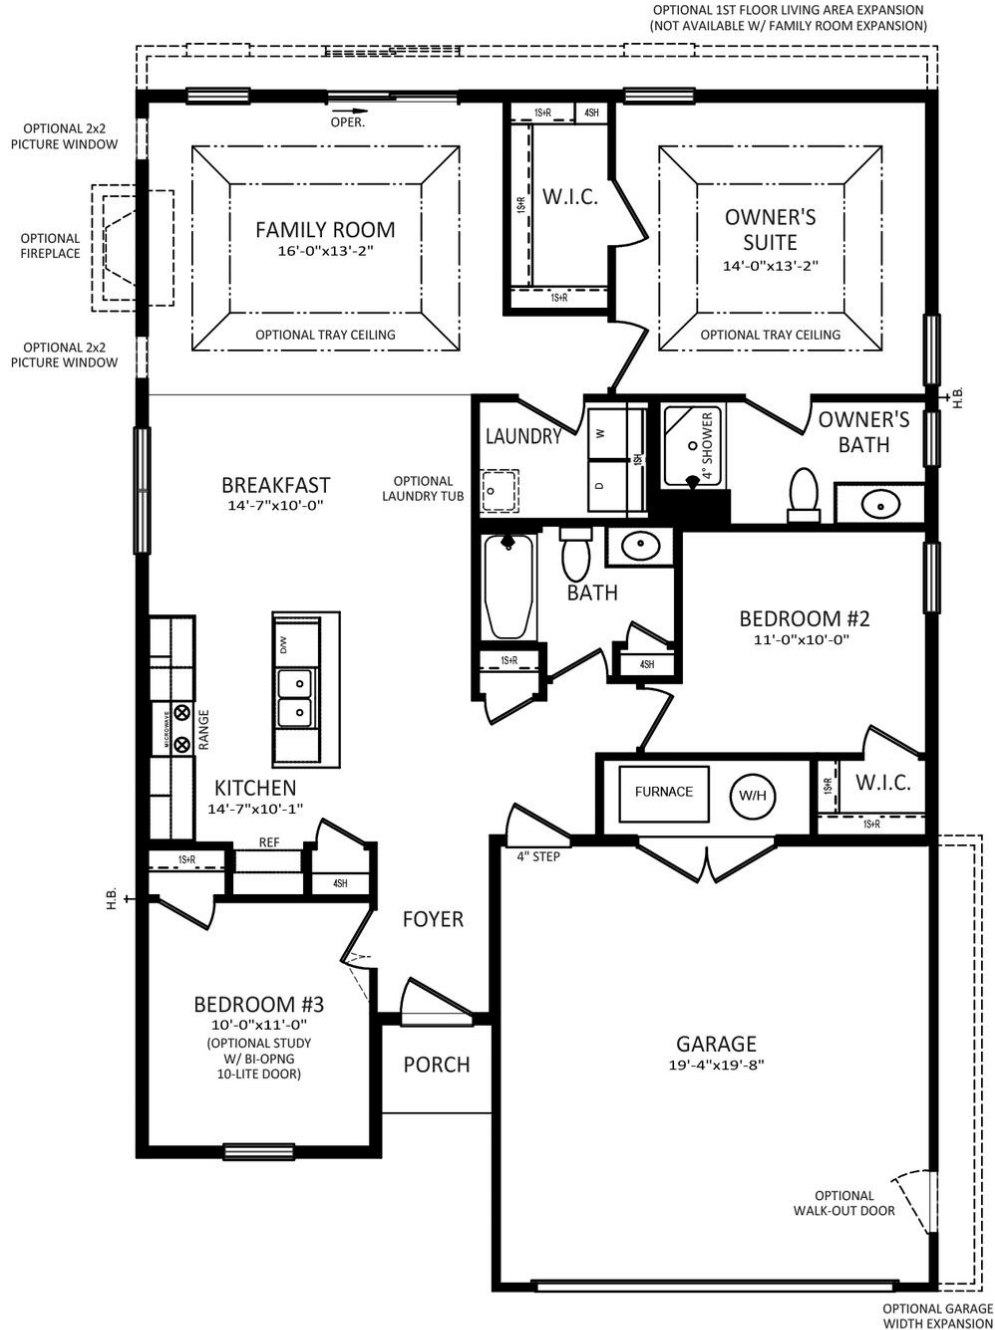 OPTIONAL 1ST FLOOR LIVING AREA EXPANSION
(NOT AVAILABLE W/ FAMILY ROOM EXPANSION)
OPER.
1S+R
4SH
OPTIONAL 2x2
PICTURE WINDOW
W.I.C.
1S+R
FAMILY ROOM
16'-0"x13'-2"
OWNER'S
SUITE
14'-0"x13'-2"
OPTIONAL
FIREPLACE
1S+R
OPTIONAL TRAY CEILING
OPTIONAL TRAY CEILING
OPTIONAL 2x2
PICTURE WINDOW
H.B.
LAUNDRY
W
D
1SH
4° SHOWER
OWNER'S
BATH
BREAKFAST
14'-7"x10'-0"
OPTIONAL
LAUNDRY TUB
BATH
BEDROOM #2
11'-0"x10'-0"
D/W
1S+R
4SH
MICROWAVE
RANGE
KITCHEN
14'-7"x10'-1"
FURNACE
W/H
1S+R
W.I.C.
1S+R
REF
1S+R
4SH
4" STEP
H.B.
FOYER
BEDROOM #3
10'-0"x11'-0"
(OPTIONAL STUDY
W/ BI-OPNG
10-LITE DOOR)
PORCH
GARAGE
19'-4"x19'-8"
OPTIONAL
WALK-OUT DOOR
OPTIONAL GARAGE
WIDTH EXPANSION